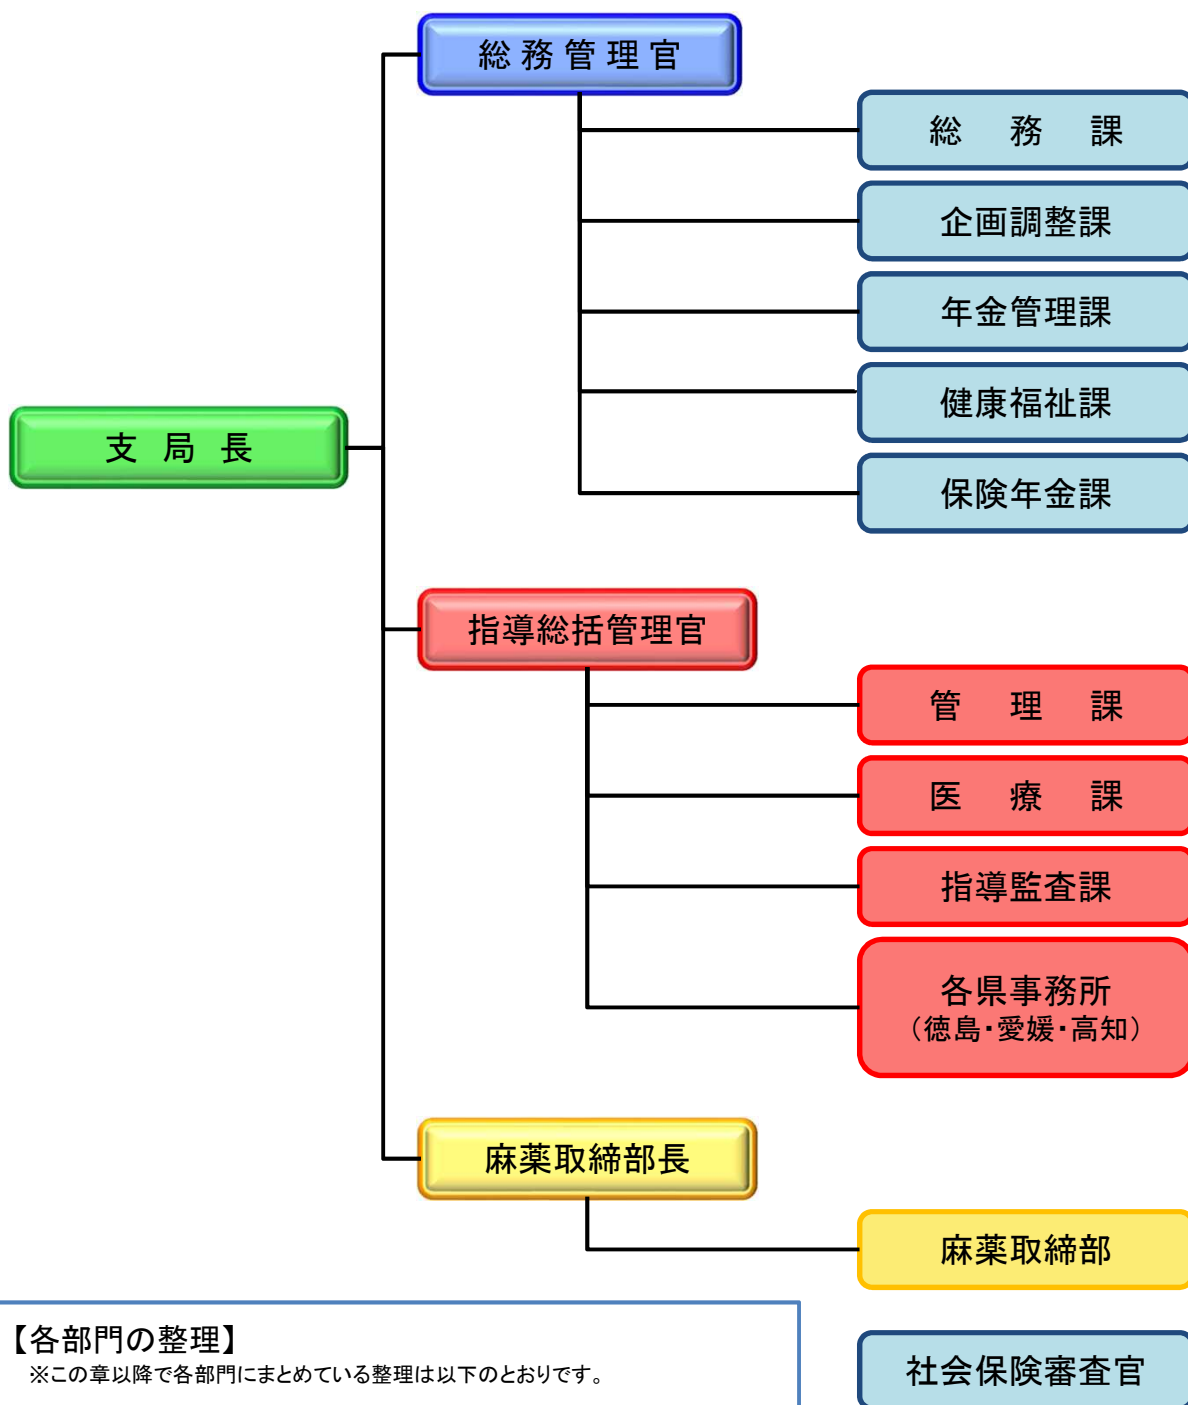 総務管理官
総務課
企画調整課
年金管理課
健康福祉課
支局長
保険年金課
指導総括管理官
管理課
医療課
指導監査課
各県事務所
（徳島・愛媛・高知）
麻薬取締部長
麻薬取締部
【各部門の整理】
※この章以降で各部門にまとめている整理は以下のとおりです。
社会保険審査官